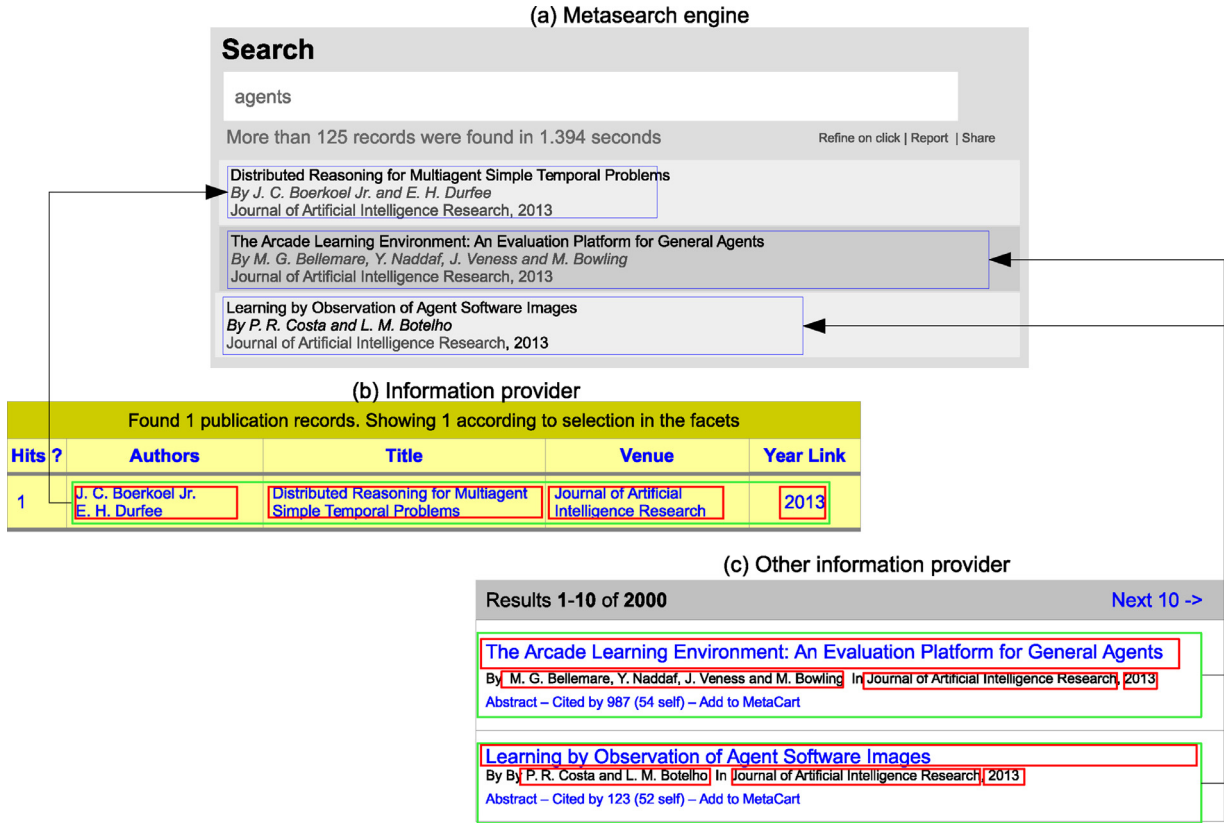 (a) Metasearch engine
Search
agents
More than 125 records were found in 1.394 seconds
Refine on click | Report | Share
Distributed Reasoning for Multiagent Simple Temporal Problems
By J. C. Boerkoel Jr. and E. H. Durfee
Journal of Artificial Intelligence Research, 2013
The Arcade Learning Environment: An Evaluation Platform for General Agents
By M. G. Bellemare, Y. Naddaf, J. Veness and M. Bowling
Journal of Artificial Intelligence Research, 2013
Learning by Observation of Agent Software Images
By P. R. Costa and L. M. Botelho
Journal of Artificial Intelligence Research, 2013
(b) Information provider
Found 1 publication records. Showing 1 according to selection in the facets
Hits ? Authors Title Venue Year Link
1 J. C. Boerkoel Jr. Distributed Reasoning for Multiagent Journal of Artificial 2013
E. H. Durfee Simple Temporal Problems Intelligence Research
(c) Other information provider
Results 1-10 of 2000 Next 10 ->
The Arcade Learning Environment: An Evaluation Platform for General Agents
By M. G. Bellemare, Y. Naddaf, J. Veness and M. Bowling In Journal of Artificial Intelligence Research, 2013
Abstract – Cited by 987 (54 self) – Add to MetaCart
Learning by Observation of Agent Software Images
By By P. R. Costa and L. M. Botelho In Journal of Artificial Intelligence Research, 2013
Abstract – Cited by 123 (52 self) – Add to MetaCart